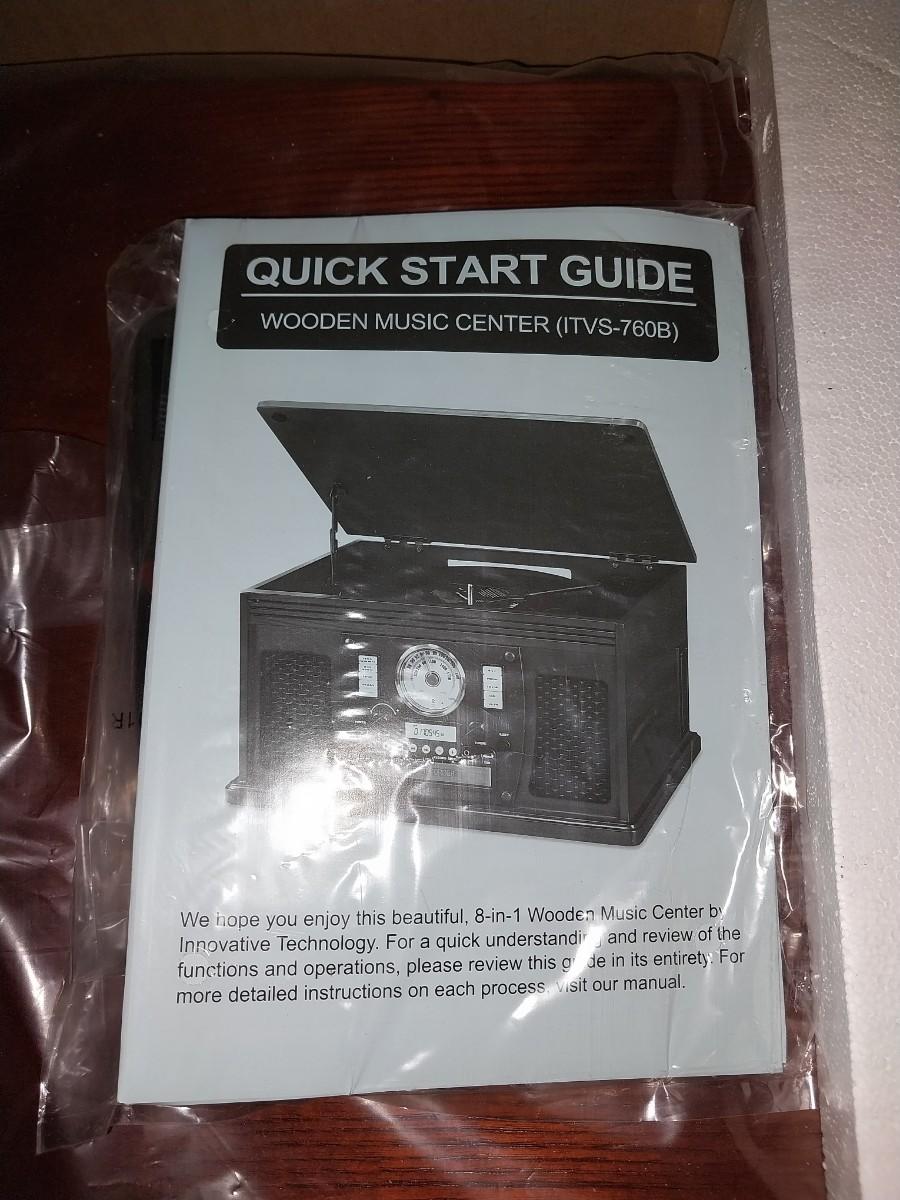 QUICK START GUIDE
WOODEN MUSIC CENTER (ITVS-760B)
We hope you enjoy this beautiful, 8-in-1 Wooden Music Center by
Innovative Technology. For a quick understanding and review of the
functions and operations, please review this guide in its entirety. For
more detailed instructions on each process, visit our manual.